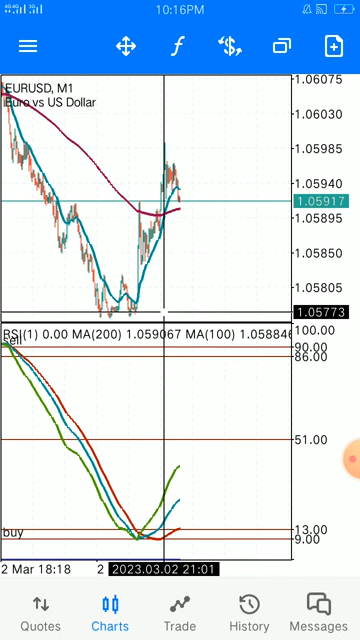 10:16PM
EURUSD, M1
Euro vs US Dollar
1.06075
1.06030
1.05985
1.05940
1.05917
1.05895
1.05850
1.05805
1.05773
RSI(1) 0.00 MA(200) 1.059067 MA(100) 1.058846
sell
100.00
90.00
86.00
51.00
buy
13.00
9.00
2 Mar 18:18
2
2023.03.02 21:01
Quotes
Charts
Trade
History
Messages